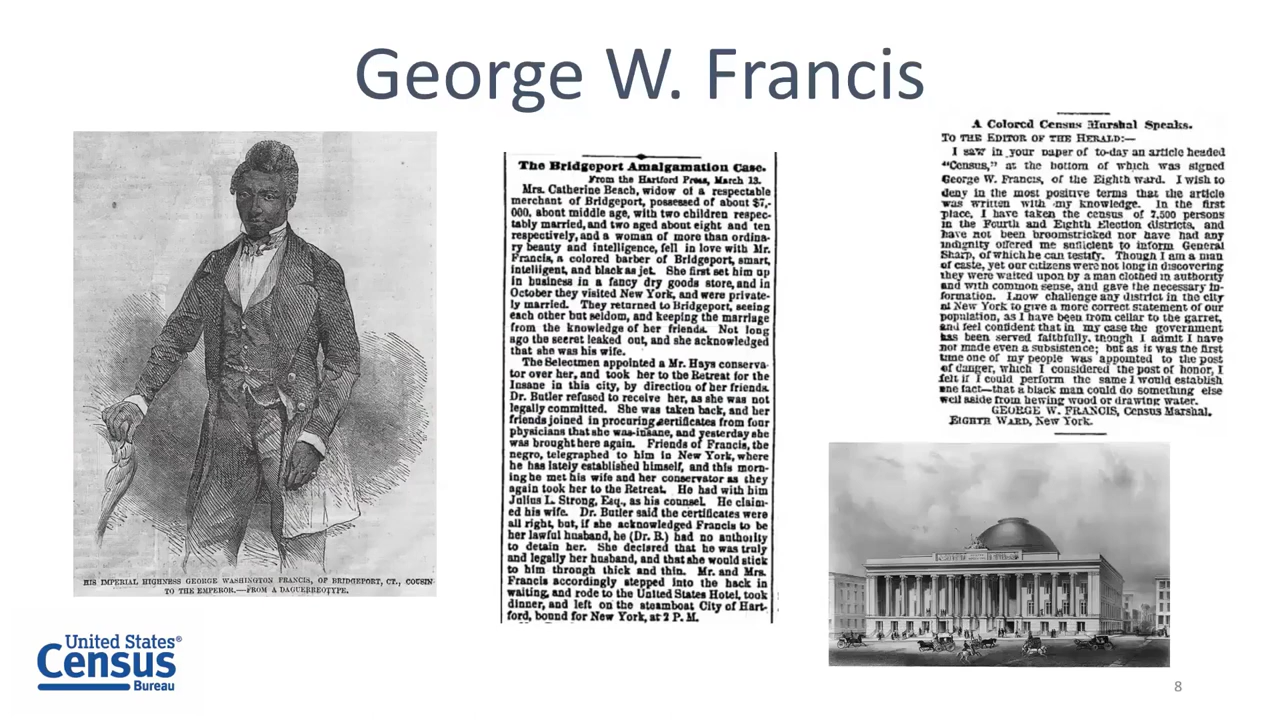 George W. Francis
HIS IMPERIAL HIGHNESS GEORGE WASHINGTON FRANCIS, OF BRIDGEPORT, CT., COUSIN
TO THE EMPEROR.—FROM A DAGUERREOTYPE.
The Bridgeport Amalgamation Case.
From the Hartford Press, March 13.
Mrs. Catherine Beach, widow of a respectable
merchant of Bridgeport, possessed of about $7,-
000, about middle age, with two children respec-
tably married, and two aged about eight and ten
respectively, and a woman of more than ordina-
ry beauty and intelligence, fell in love with Mr.
Francis, a colored barber of Bridgeport, smart,
intelligent, and black as jet. She first set him up
in business in a fancy dry goods store, and in
October they visited New York, and were private-
ly married. They returned to Bridgeport, seeing
each other but seldom, and keeping the marriage
from the knowledge of her friends. Not long
ago the secret leaked out, and she acknowledged
that she was his wife.
The Selectmen appointed a Mr. Hays conserva-
tor over her, and took her to the Retreat for the
Insane in this city, by direction of her friends.
Dr. Butler refused to receive her, as she was not
legally committed. She was taken back, and her
friends joined in procuring certificates from four
physicians that she was insane, and yesterday she
was brought here again. Friends of Francis, the
negro, telegraphed to him in New York, where
he has lately established himself, and this morn-
ing he met his wife and her conservator as they
again took her to the Retreat. He had with him
Julius L. Strong, Esq., as his counsel. He claim-
ed his wife. Dr. Butler said the certificates were
all right, but, if she acknowledged Francis to be
her lawful husband, he (Dr. B.) had no authority
to detain her. She declared that he was truly
and legally her husband, and that she would stick
to him through thick and thin. Mr. and Mrs.
Francis accordingly stepped into the hack in
waiting, and rode to the United States Hotel, took
dinner, and left on the steamboat City of Hart-
ford, bound for New York, at 2 P. M.
A Colored Census Marshal Speaks.
TO THE EDITOR OF THE HERALD:—
I saw in your paper of to-day an article headed
"Census," at the bottom of which was signed
George W. Francis, of the Eighth ward. I wish to
deny in the most positive terms that the article
was written with my knowledge. In the first
place, I have taken the census of 7,500 persons
in the Fourth and Eighth Election districts, and
have not been broomsticked nor have had any
indignity offered me sufficient to inform General
Sharp, of which he can testify. Though I am a man
of caste, yet our citizens were not long in discovering
they were waited upon by a man clothed in authority
and with common sense, and gave the necessary in-
formation. I now challenge any district in the city
of New York to give a more correct statement of our
population, as I have been from cellar to the garret,
and feel confident that in my case the government
has been served faithfully, though I admit I have
not made even a subsistence; but as it was the first
time one of my people was appointed to the post
of danger, which I considered the post of honor, I
felt if I could perform the same I would establish
one fact—that a black man could do something else
well aside from hewing wood or drawing water.
GEORGE W. FRANCIS, Census Marshal.
EIGHTH WARD, New York.
United States®
Census
Bureau
8